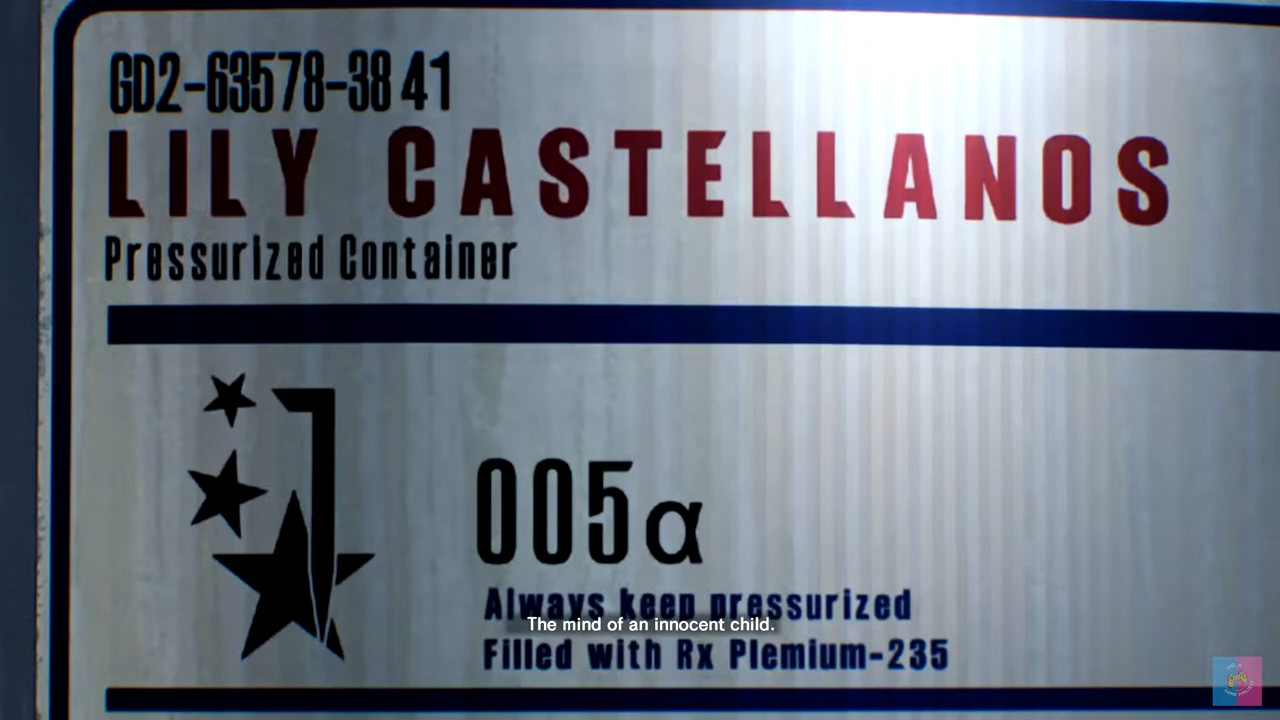 GD2-63578-38 41
LILY CASTELLANOS
Pressurized Container
005α
Always keep pressurized
The mind of an innocent child.
Filled with Rx Plemium-235